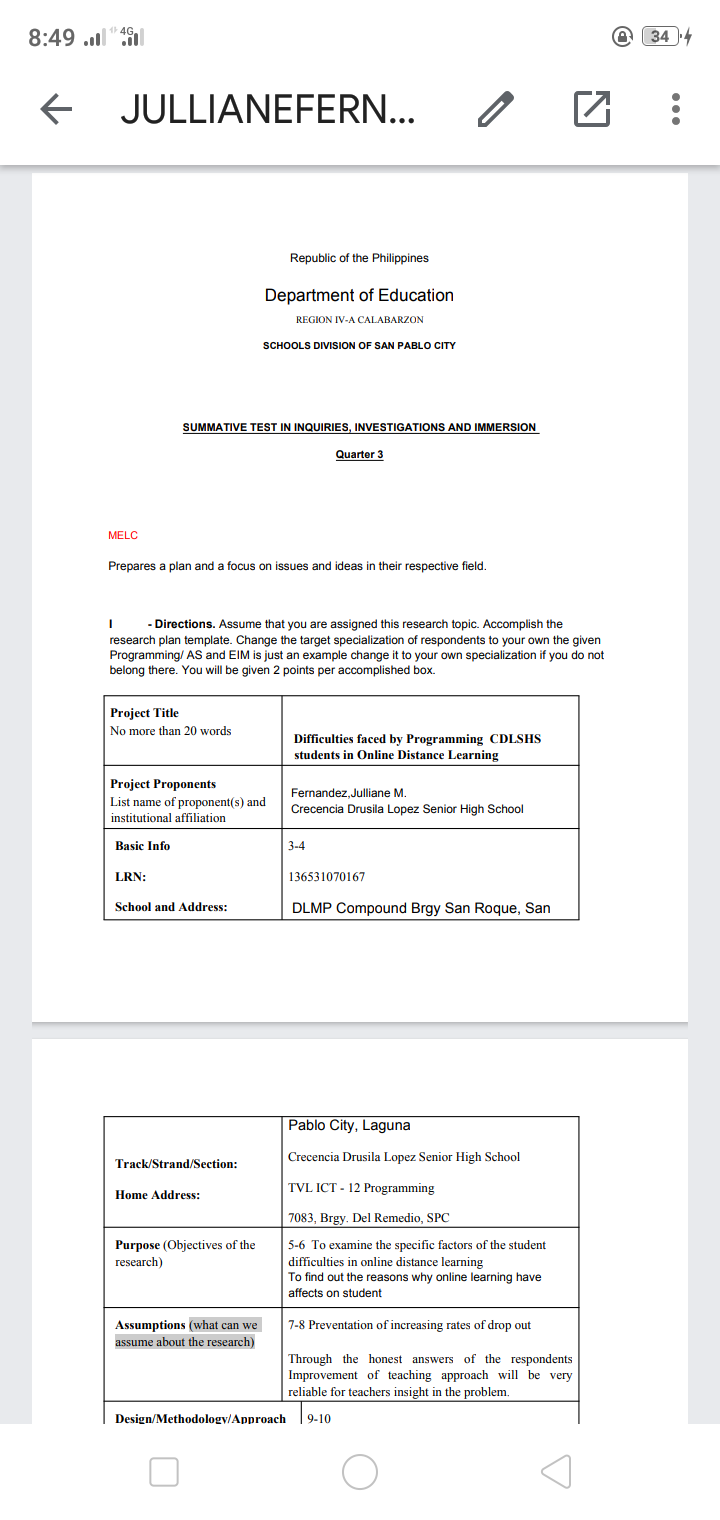 8:49 4G 34
JULLIANEFERN...
Republic of the Philippines
Department of Education
REGION IV-A CALABARZON
SCHOOLS DIVISION OF SAN PABLO CITY
SUMMATIVE TEST IN INQUIRIES, INVESTIGATIONS AND IMMERSION
Quarter 3
MELC
Prepares a plan and a focus on issues and ideas in their respective field.
I - Directions. Assume that you are assigned this research topic. Accomplish the
research plan template. Change the target specialization of respondents to your own the given
Programming/ AS and EIM is just an example change it to your own specialization if you do not
belong there. You will be given 2 points per accomplished box.
Project Title
No more than 20 words
Difficulties faced by Programming CDLSHS
students in Online Distance Learning
Project Proponents
List name of proponent(s) and
institutional affiliation
Fernandez,Julliane M.
Crecencia Drusila Lopez Senior High School
Basic Info 3-4
LRN: 136531070167
School and Address: DLMP Compound Brgy San Roque, San
Pablo City, Laguna
Track/Strand/Section: Crecencia Drusila Lopez Senior High School
Home Address: TVL ICT - 12 Programming
7083, Brgy. Del Remedio, SPC
Purpose (Objectives of the
research)
5-6 To examine the specific factors of the student
difficulties in online distance learning
To find out the reasons why online learning have
affects on student
Assumptions (what can we
assume about the research)
7-8 Preventation of increasing rates of drop out
Through the honest answers of the respondents
Improvement of teaching approach will be very
reliable for teachers insight in the problem.
Design/Methodology/Approach 9-10